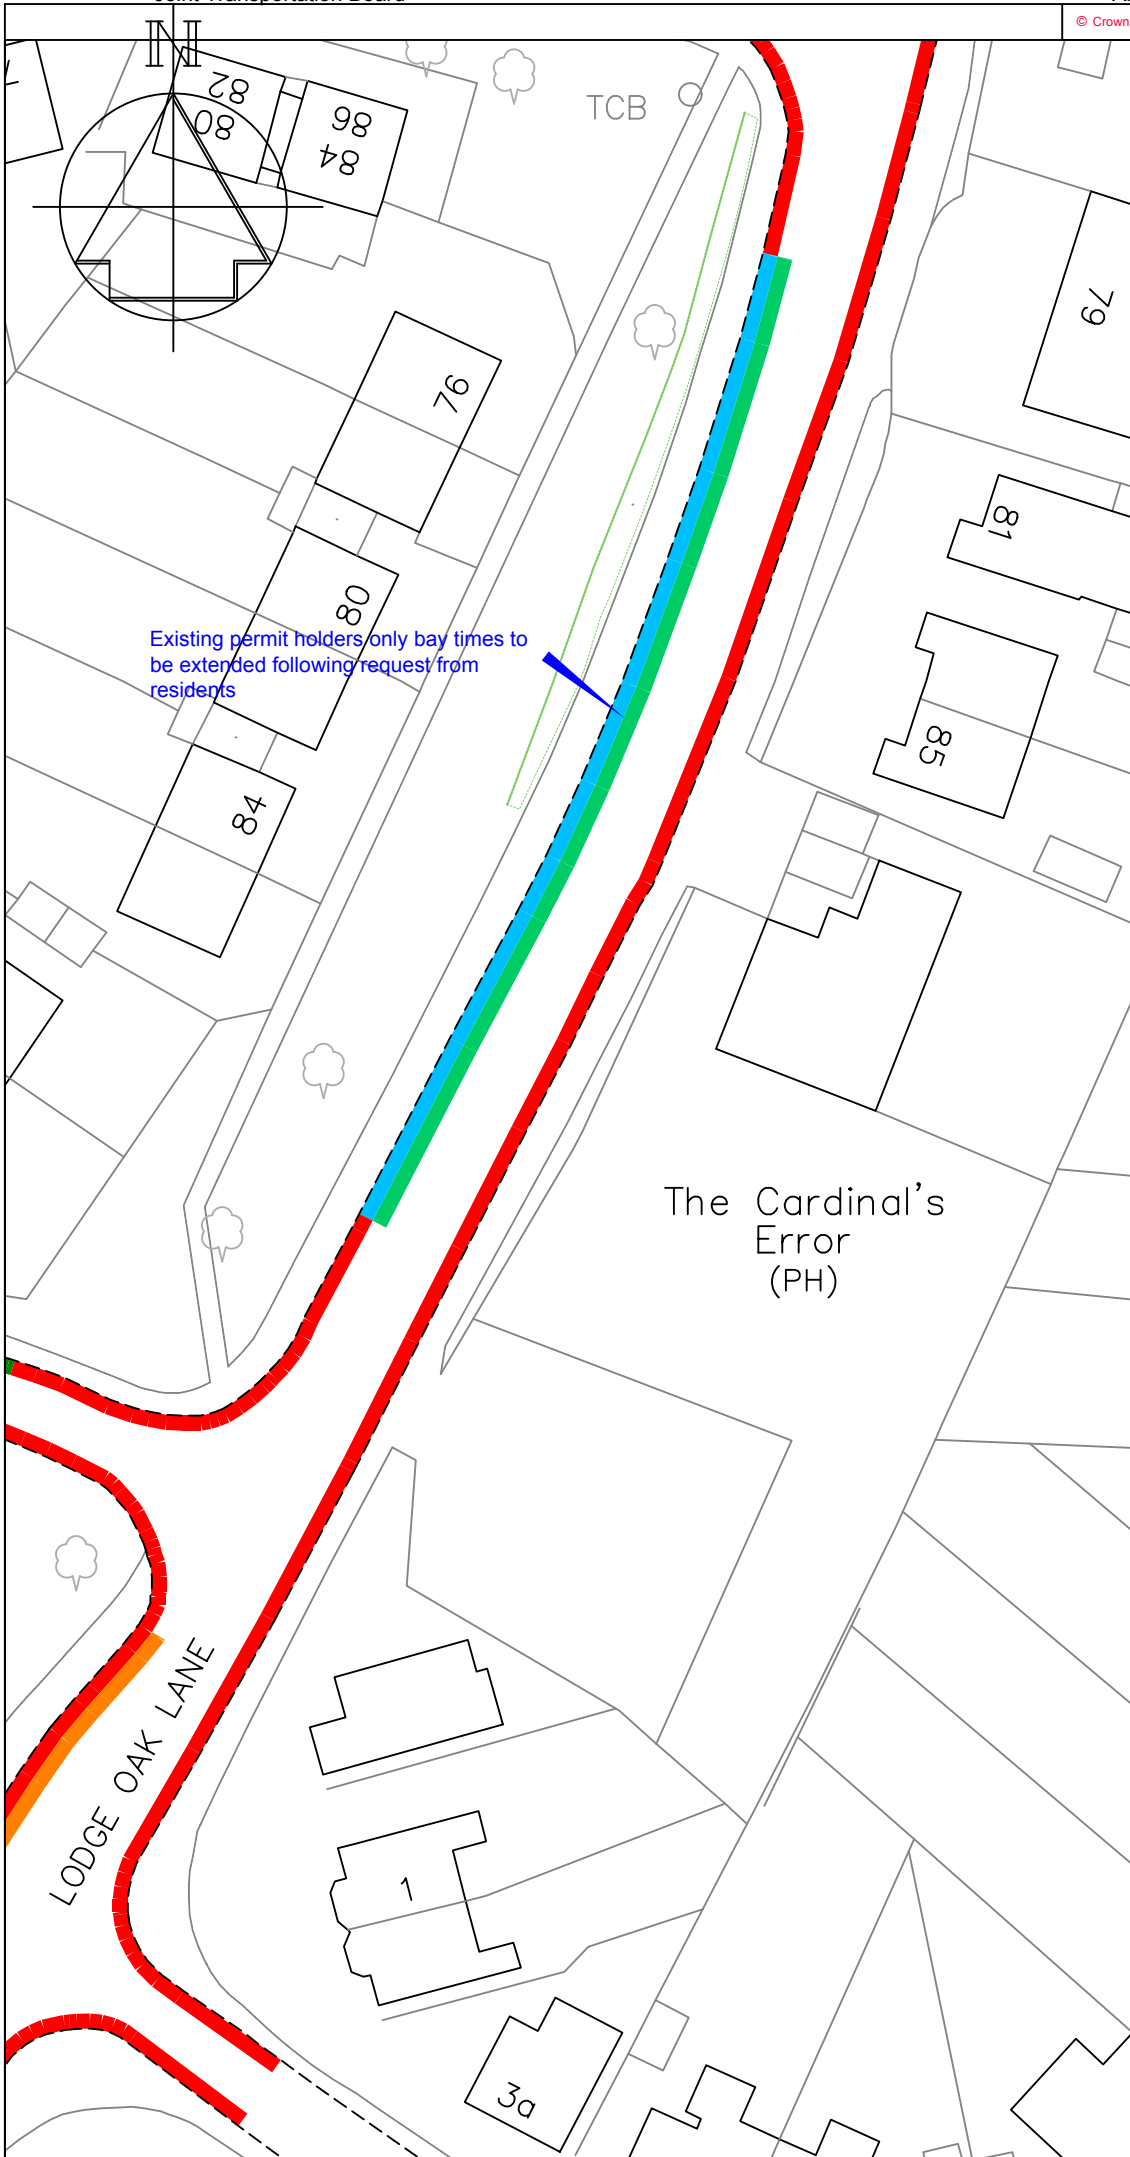 © Crown
N
82
80
86
84
TCB
79
76
81
80
Existing permit holders only bay times to
be extended following request from
residents
85
84
The Cardinal's
Error
(PH)
LODGE OAK LANE
1
3a